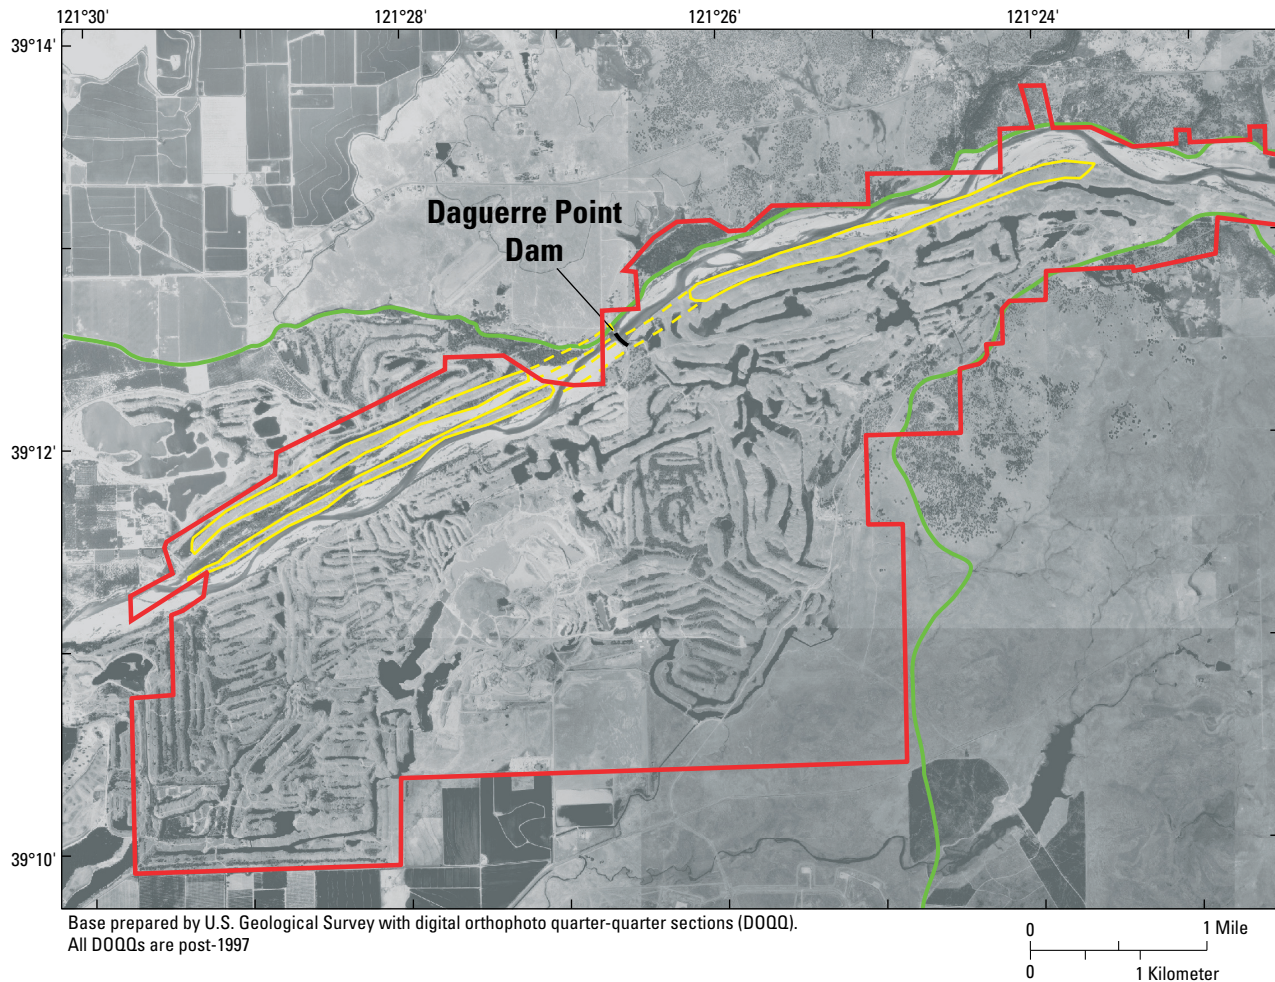 121°30' 121°28' 121°26' 121°24'
39°14'
Daguerre Point
Dam
39°12'
39°10'
Base prepared by U.S. Geological Survey with digital orthophoto quarter-quarter sections (DOQQ).
All DOQQs are post-1997
0 1 Mile
0 1 Kilometer